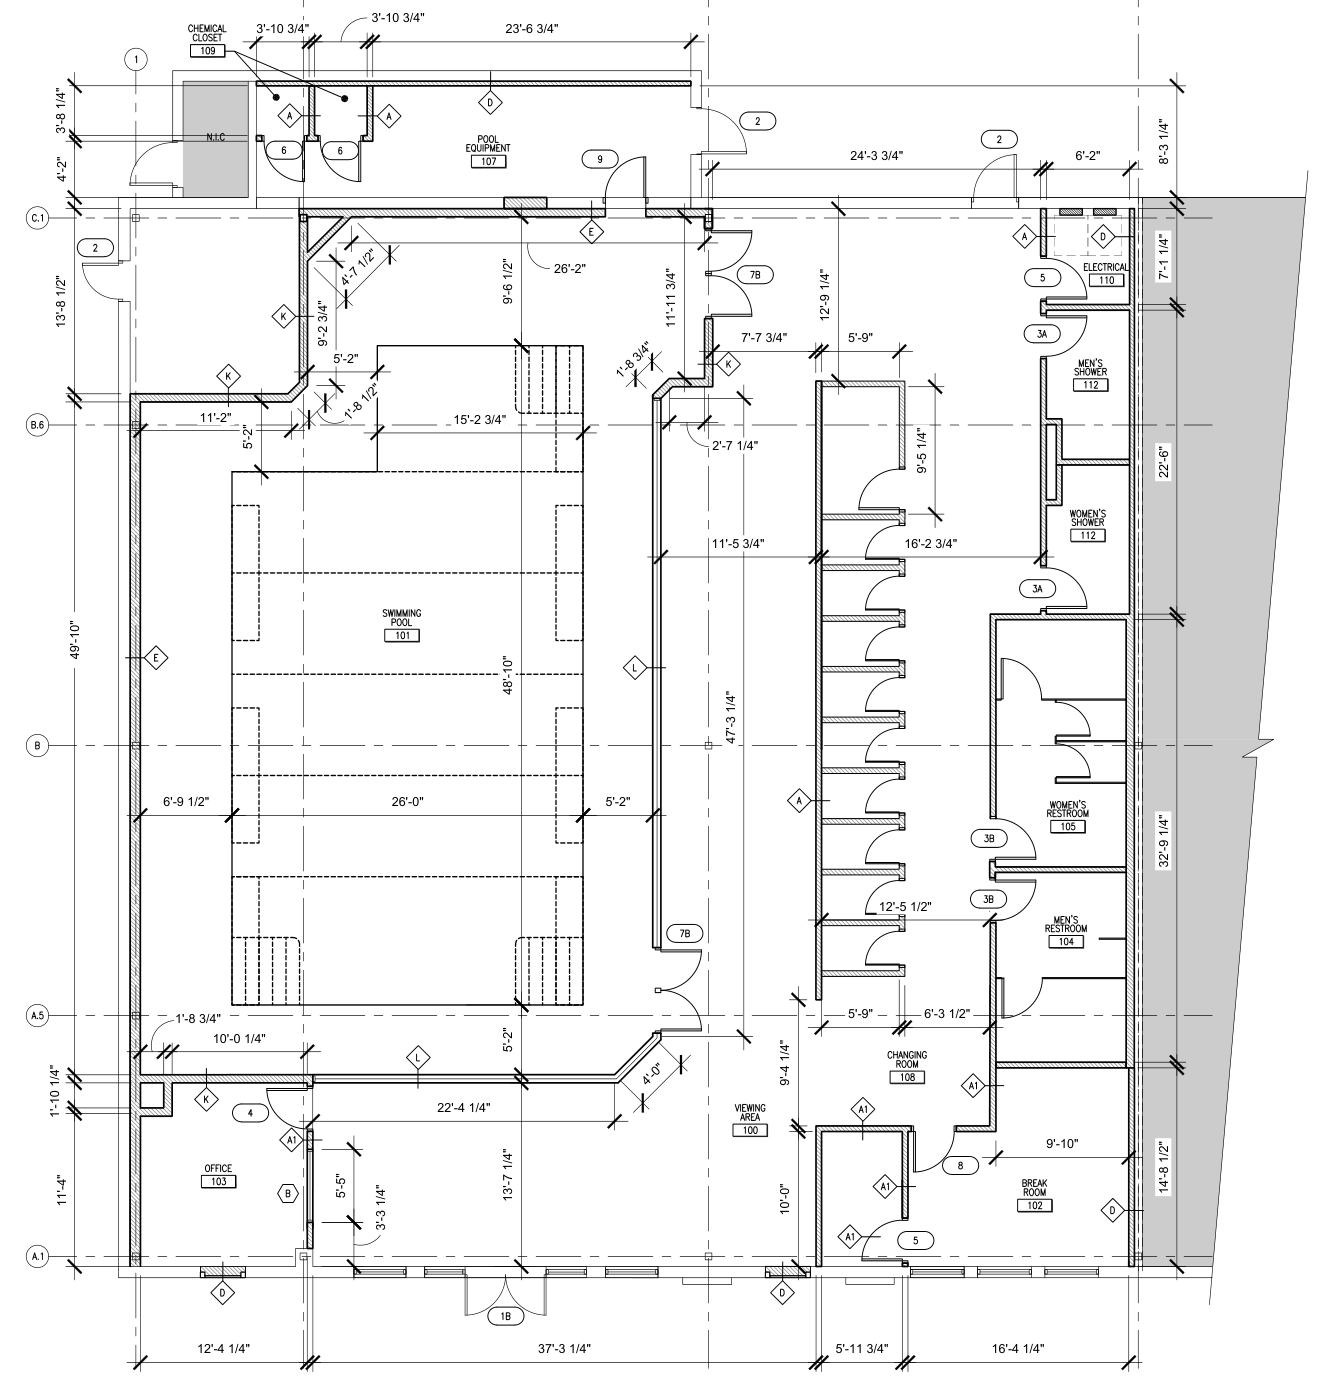 CHEMICAL
CLOSET
109
3'-10 3/4"
3'-10 3/4"
23'-6 3/4"
1
3'-8 1/4"
4'-2"
N.I.C
A
A
D
6
6
POOL
EQUIPMENT
107
9
2
2
24'-3 3/4"
6'-2"
8'-3 1/4"
C.1
2
13'-8 1/2"
E
4'-7 1/2"
26'-2"
9'-6 1/2"
11'-11 3/4"
7B
12'-9 1/4"
A
D
ELECTRICAL
110
5
7'-1 1/4"
K
9'-2 3/4"
5'-2"
1'-8 3/4"
7'-7 3/4"
5'-9"
3A
K
K
MEN'S
SHOWER
112
1'-8 1/2"
11'-2"
5'-2"
15'-2 3/4"
2'-7 1/4"
9'-5 1/4"
22'-6"
B.6
WOMEN'S
SHOWER
112
11'-5 3/4"
16'-2 3/4"
3A
SWIMMING
POOL
101
49'-10"
E
48'-10"
L
47'-3 1/4"
B
6'-9 1/2"
26'-0"
5'-2"
A
WOMEN'S
RESTROOM
105
3B
32'-9 1/4"
3B
12'-5 1/2"
MEN'S
RESTROOM
104
7B
A.5
1'-8 3/4"
10'-0 1/4"
5'-2"
5'-9"
6'-3 1/2"
L
4'-0"
9'-4 1/4"
CHANGING
ROOM
108
A1
1'-10 1/4"
K
4
22'-4 1/4"
VIEWING
AREA
100
A1
A1
9'-10"
8
OFFICE
103
B
5'-5"
3'-3 1/4"
13'-7 1/4"
10'-0"
A1
BREAK
ROOM
102
14'-8 1/2"
D
11'-4"
A1
5
A.1
D
1B
D
12'-4 1/4"
37'-3 1/4"
5'-11 3/4"
16'-4 1/4"